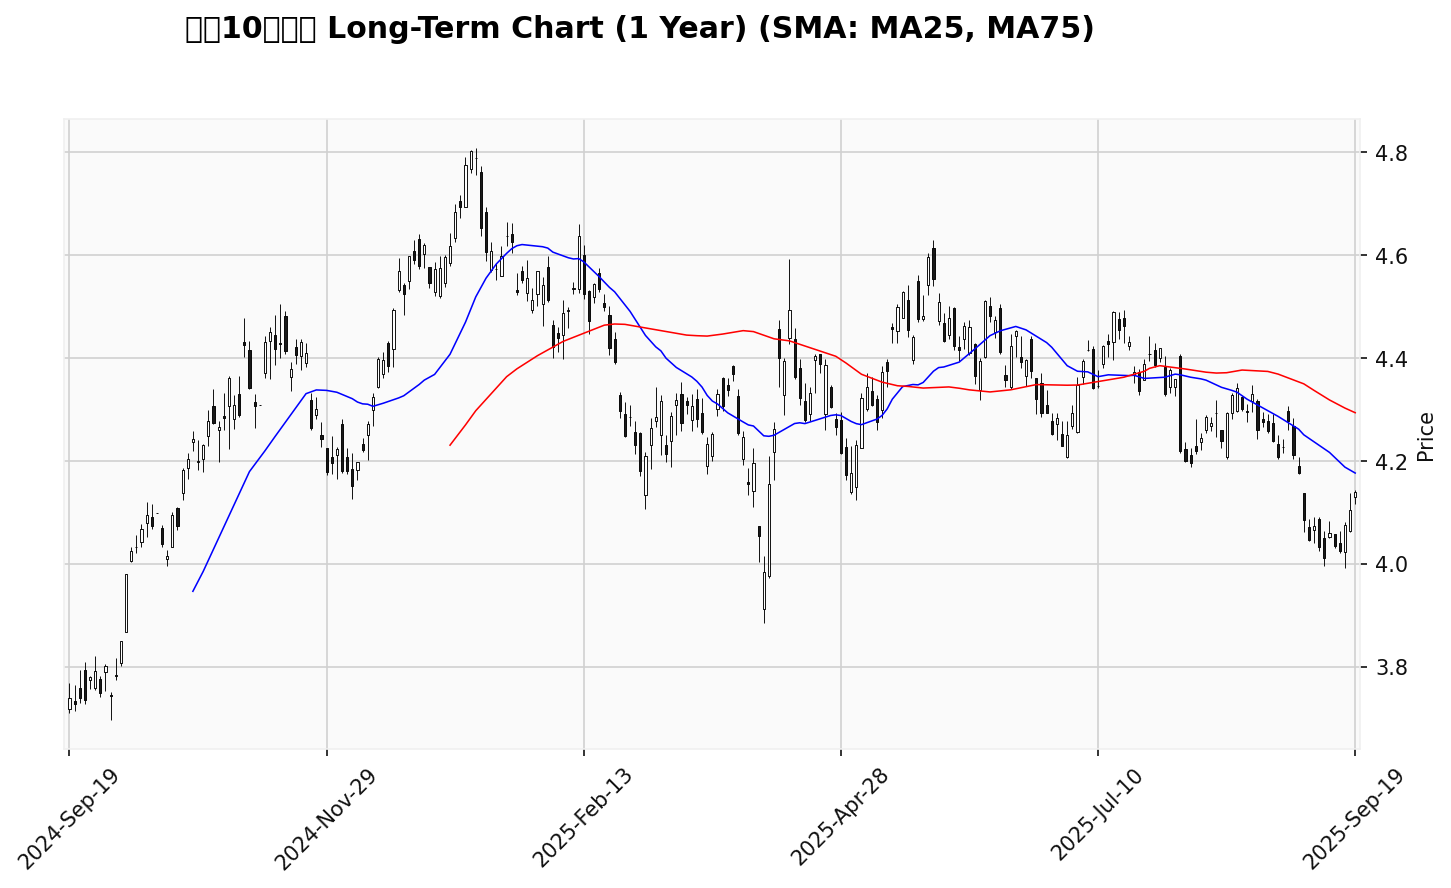 10 Long-Term Chart (1 Year) (SMA: MA25, MA75)
4.8
4.6
4.4
4.2
4.0
3.8
Price
2024-Sep-19
2024-Nov-29
2025-Feb-13
2025-Apr-28
2025-Jul-10
2025-Sep-19